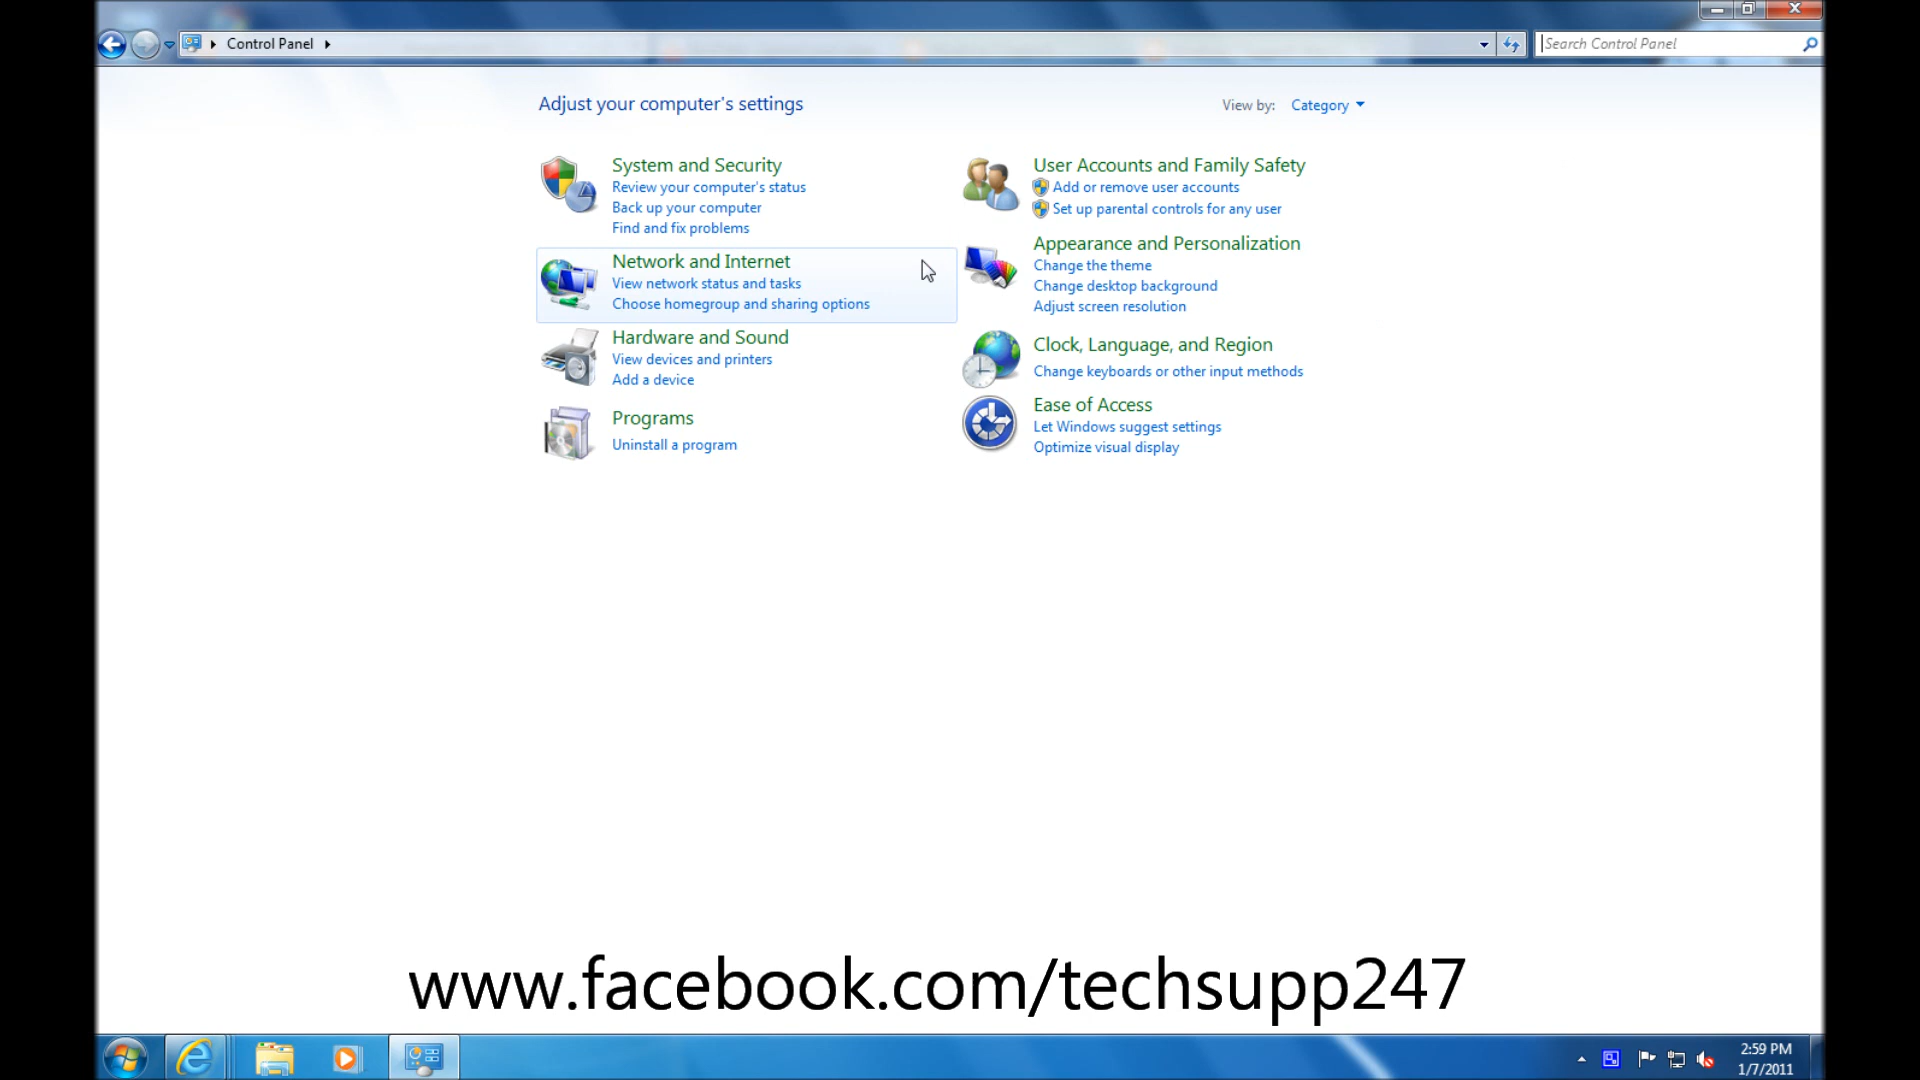 Control Panel
Search Control Panel
Adjust your computer's settings
View by: Category
System and Security
Review your computer's status
Back up your computer
Find and fix problems
Network and Internet
View network status and tasks
Choose homegroup and sharing options
Hardware and Sound
View devices and printers
Add a device
Programs
Uninstall a program
User Accounts and Family Safety
Add or remove user accounts
Set up parental controls for any user
Appearance and Personalization
Change the theme
Change desktop background
Adjust screen resolution
Clock, Language, and Region
Change keyboards or other input methods
Ease of Access
Let Windows suggest settings
Optimize visual display
www.facebook.com/techsupp247
2:59 PM
1/7/2011